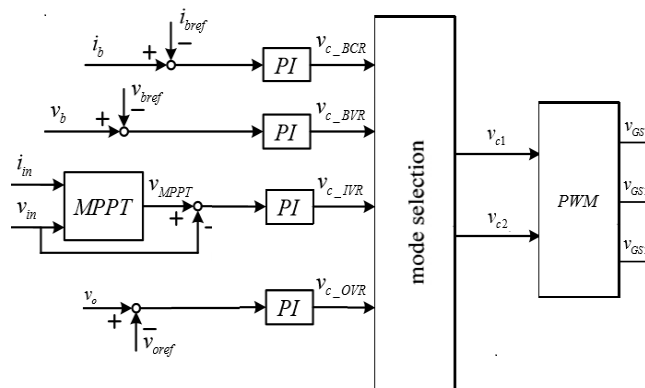 i_bref
i_b + − PI v_c_BCR
v_bref
v_b + − PI v_c_BVR
i_in
v_in MPPT v_MPPT + - PI v_c_IVR
v_o + − PI v_c_OVR
v_oref
mode selection
v_c1
v_c2
PWM
v_GS
v_GS
v_GS